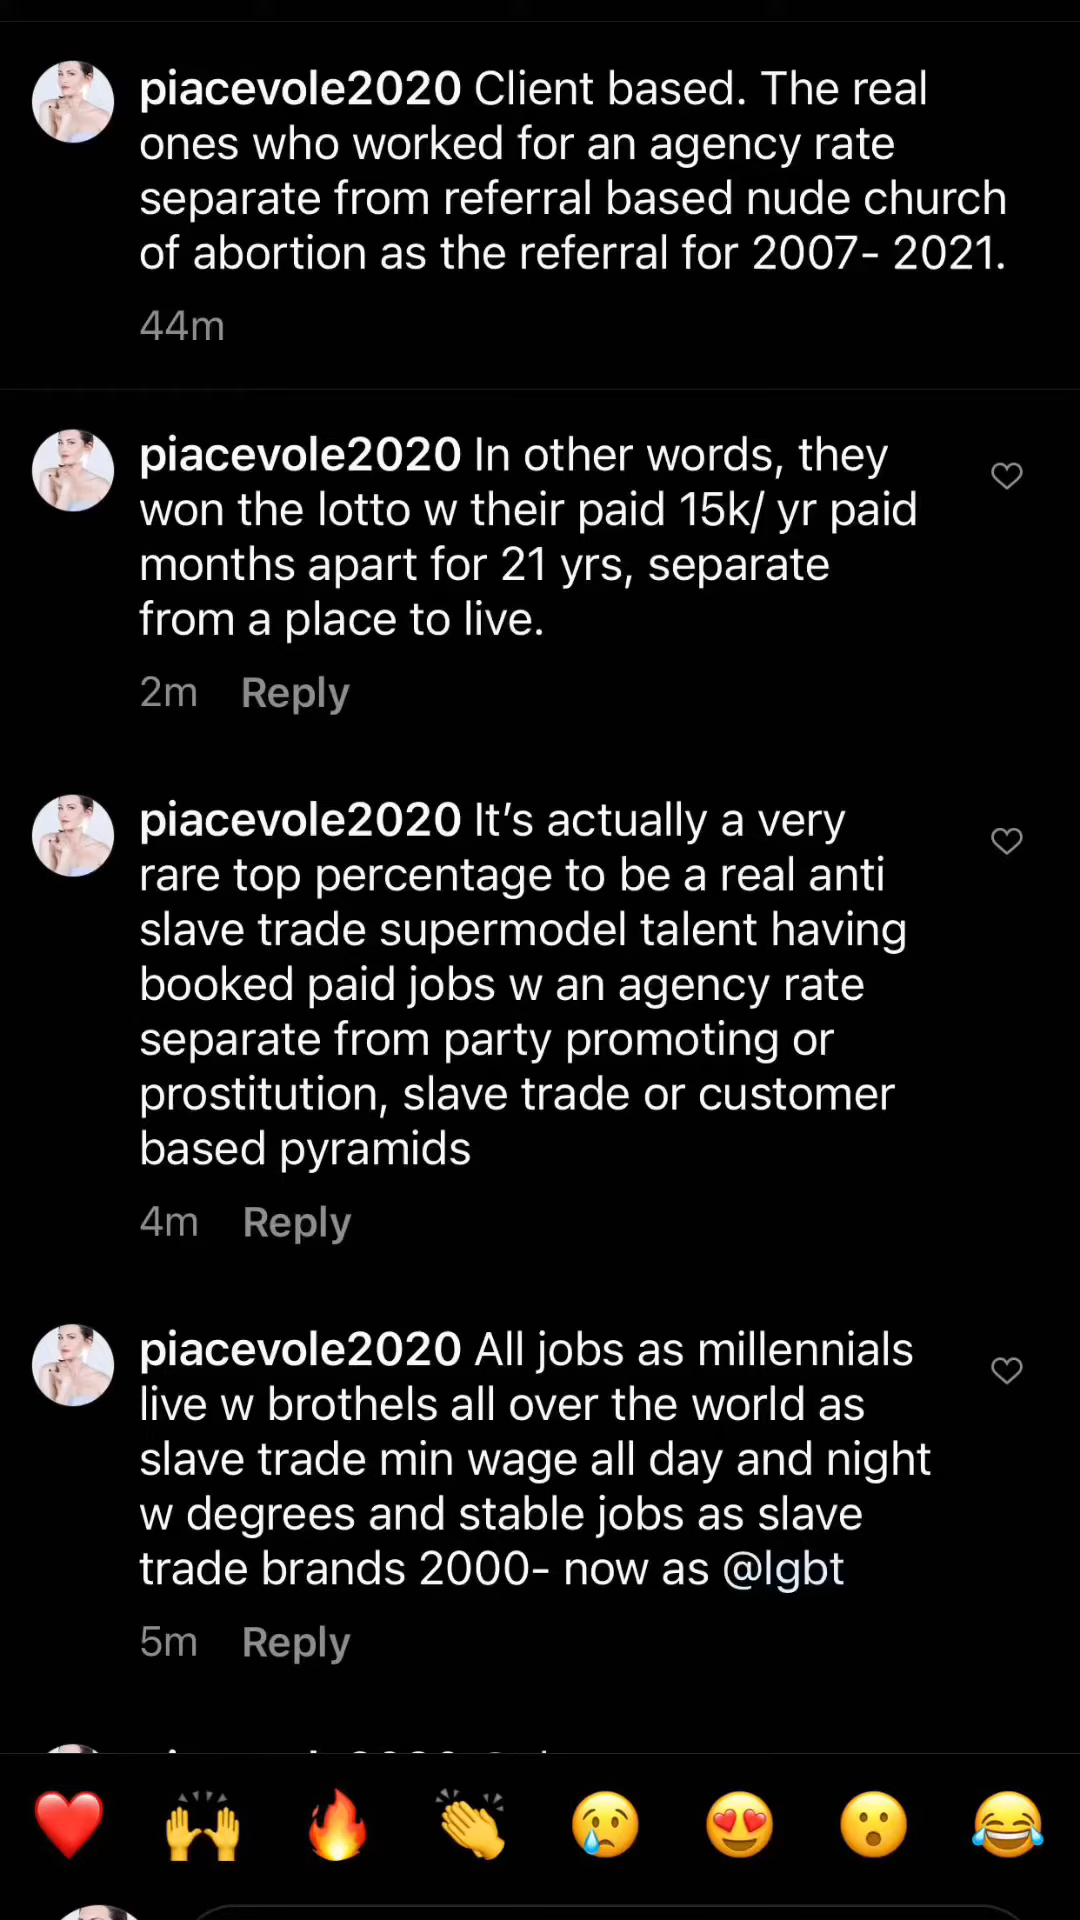 piacevole2020 Client based. The real
ones who worked for an agency rate
separate from referral based nude church
of abortion as the referral for 2007- 2021.
44m
piacevole2020 In other words, they
won the lotto w their paid 15k/ yr paid
months apart for 21 yrs, separate
from a place to live.
2m Reply
piacevole2020 It’s actually a very
rare top percentage to be a real anti
slave trade supermodel talent having
booked paid jobs w an agency rate
separate from party promoting or
prostitution, slave trade or customer
based pyramids
4m Reply
piacevole2020 All jobs as millennials
live w brothels all over the world as
slave trade min wage all day and night
w degrees and stable jobs as slave
trade brands 2000- now as @lgbt
5m Reply